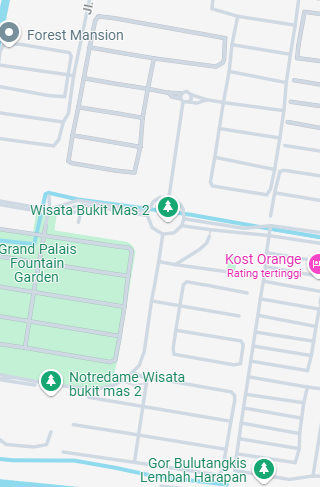 Jl.
Forest Mansion
Wisata Bukit Mas 2
Grand Palais
Fountain
Garden
Kost Orange
Rating tertinggi
Notredame Wisata
bukit mas 2
Gor Bulutangkis
Lembah Harapan